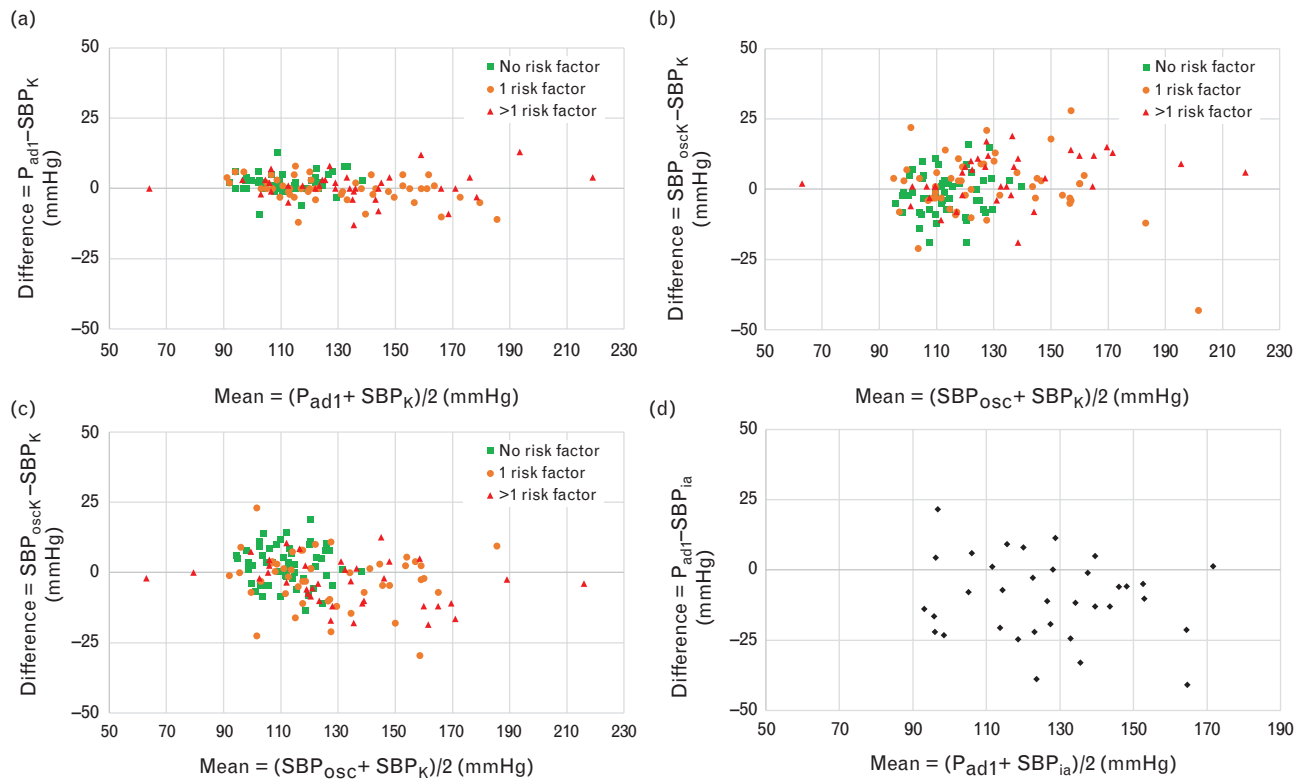 (a)
50
25
0
−25
−50
50 70 90 110 130 150 170 190 210 230
Difference = Pad1−SBPK
(mmHg)
Mean = (Pad1+ SBPK)/2 (mmHg)
No risk factor
1 risk factor
>1 risk factor
(b)
50
25
0
−25
−50
50 70 90 110 130 150 170 190 210 230
Difference = SBPoscK−SBPK
(mmHg)
Mean = (SBPosc+ SBPK)/2 (mmHg)
No risk factor
1 risk factor
>1 risk factor
(c)
50
25
0
−25
−50
50 70 90 110 130 150 170 190 210 230
Difference = SBPoscK−SBPK
(mmHg)
Mean = (SBPosc+ SBPK)/2 (mmHg)
No risk factor
1 risk factor
>1 risk factor
(d)
50
25
0
−25
−50
50 70 90 110 130 150 170 190
Difference = Pad1−SBPia
(mmHg)
Mean = (Pad1+ SBPia)/2 (mmHg)